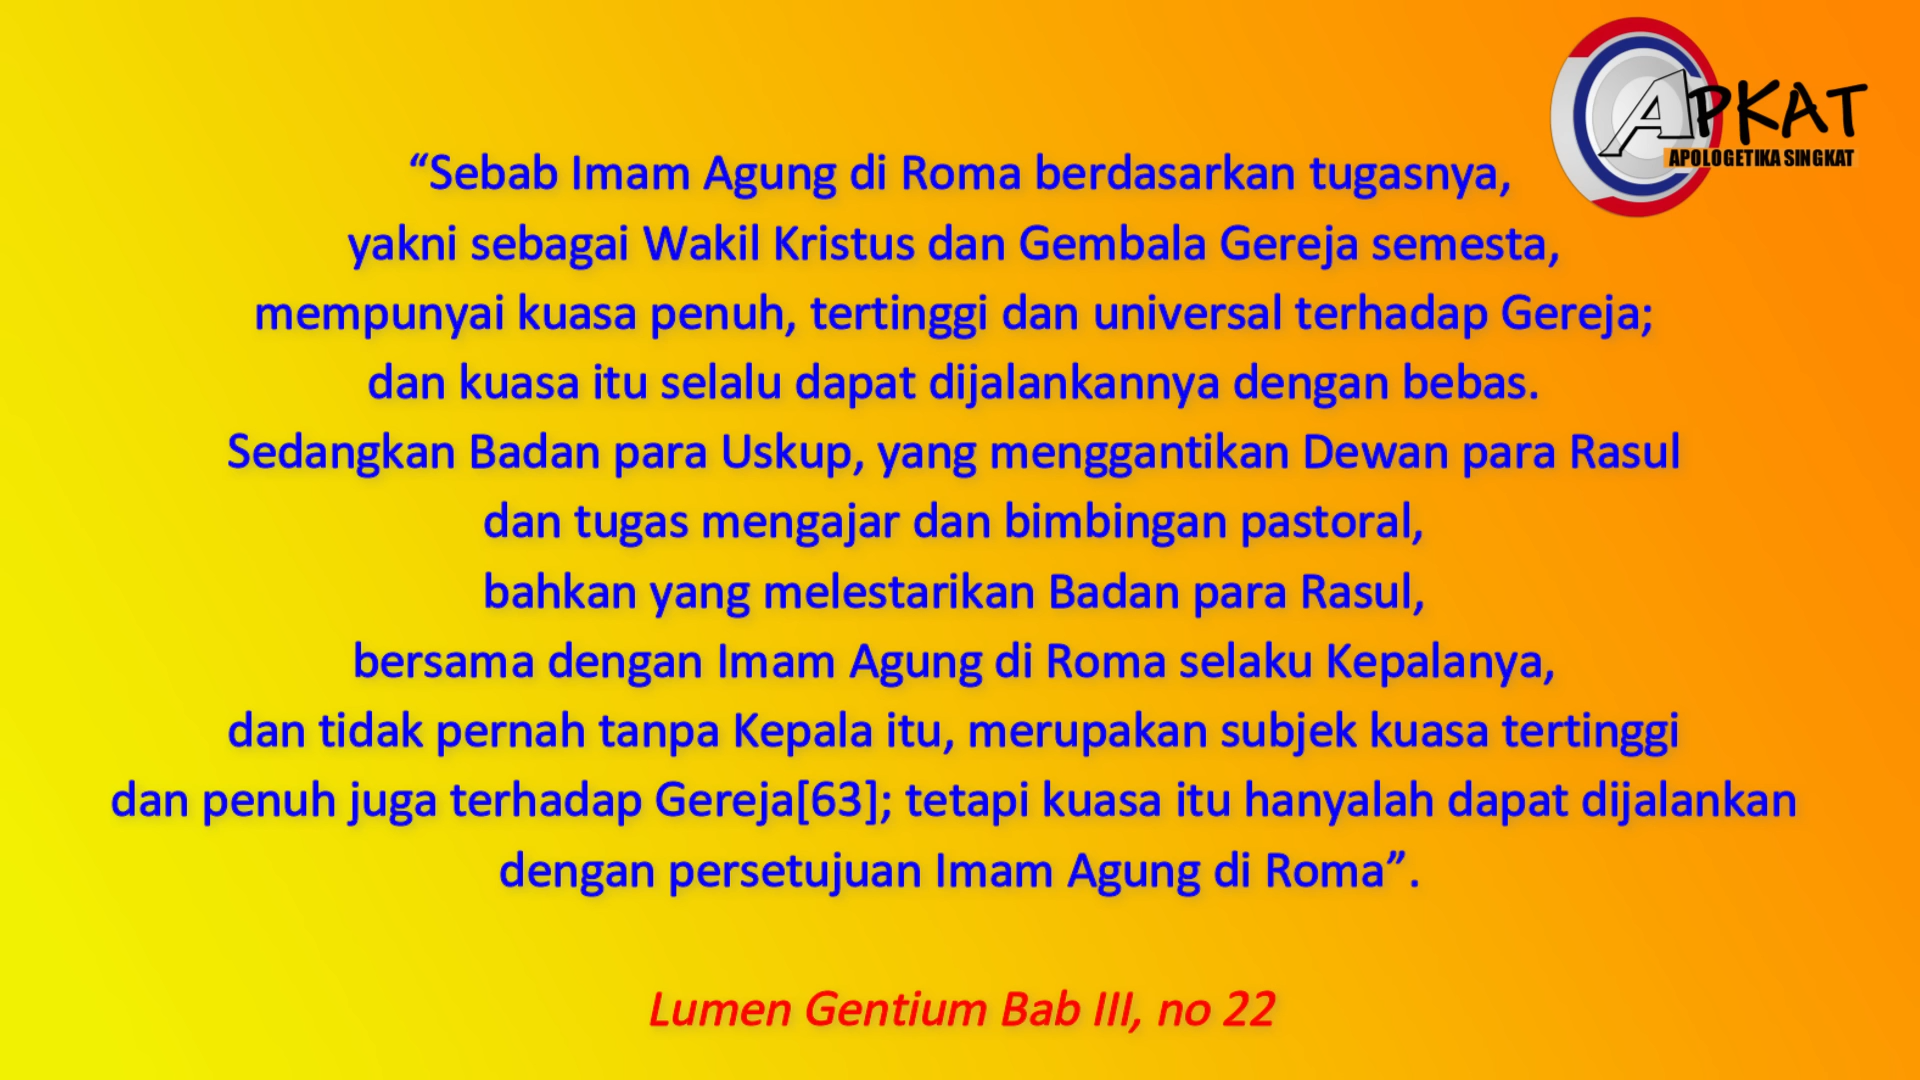 APKAT
APOLOGETIKA SINGKAT
“Sebab Imam Agung di Roma berdasarkan tugasnya,
yakni sebagai Wakil Kristus dan Gembala Gereja semesta,
mempunyai kuasa penuh, tertinggi dan universal terhadap Gereja;
dan kuasa itu selalu dapat dijalankannya dengan bebas.
Sedangkan Badan para Uskup, yang menggantikan Dewan para Rasul
dan tugas mengajar dan bimbingan pastoral,
bahkan yang melestarikan Badan para Rasul,
bersama dengan Imam Agung di Roma selaku Kepalanya,
dan tidak pernah tanpa Kepala itu, merupakan subjek kuasa tertinggi
dan penuh juga terhadap Gereja[63]; tetapi kuasa itu hanyalah dapat dijalankan
dengan persetujuan Imam Agung di Roma”.
Lumen Gentium Bab III, no 22